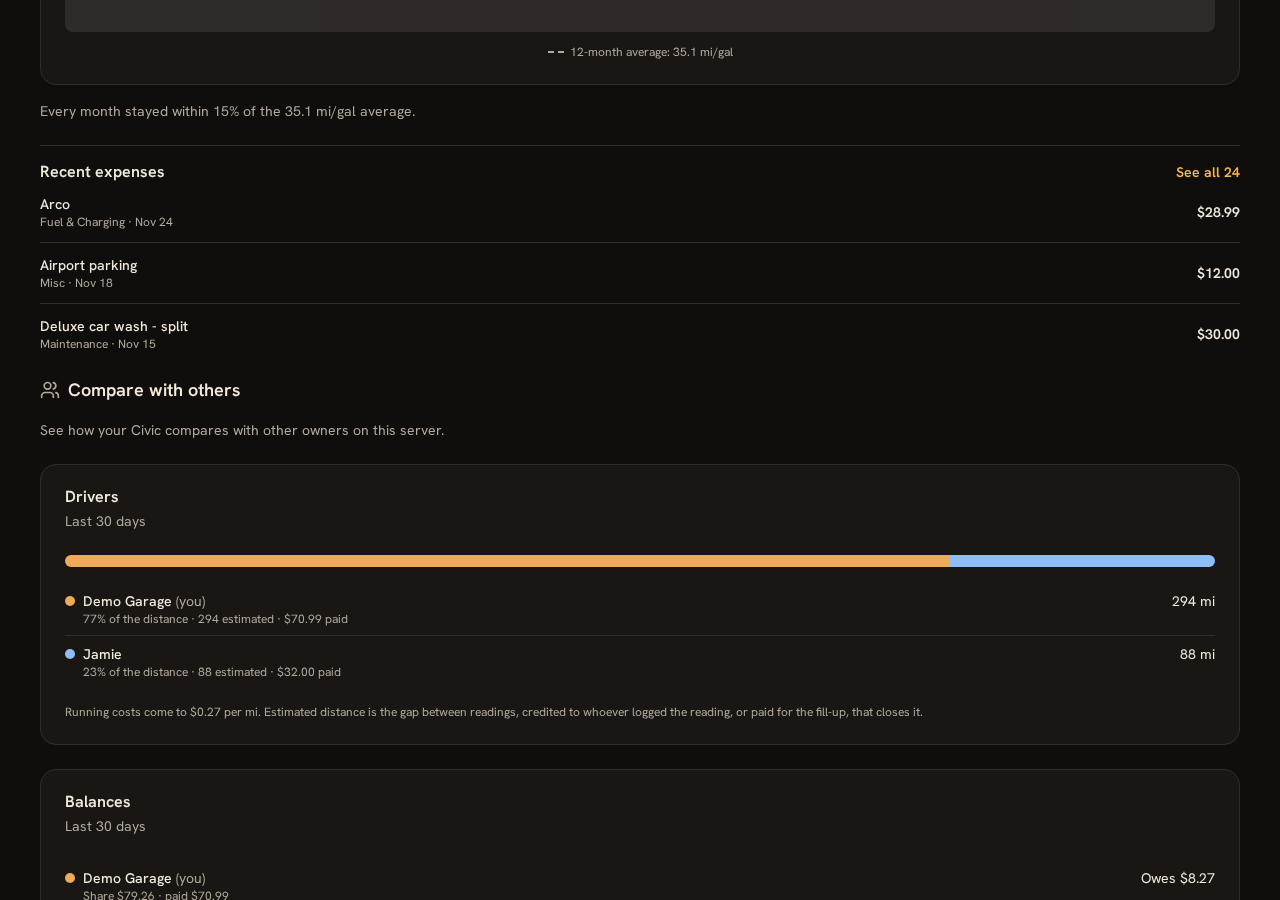 12-month average: 35.1 mi/gal
Every month stayed within 15% of the 35.1 mi/gal average.
Recent expenses
See all 24
Arco
Fuel & Charging · Nov 24
$28.99
Airport parking
Misc · Nov 18
$12.00
Deluxe car wash - split
Maintenance · Nov 15
$30.00
Compare with others
See how your Civic compares with other owners on this server.
Drivers
Last 30 days
Demo Garage (you)
294 mi
77% of the distance · 294 estimated · $70.99 paid
Jamie
88 mi
23% of the distance · 88 estimated · $32.00 paid
Running costs come to $0.27 per mi. Estimated distance is the gap between readings, credited to whoever logged the reading, or paid for the fill-up, that closes it.
Balances
Last 30 days
Demo Garage (you)
Owes $8.27
Share $79.26 · paid $70.99